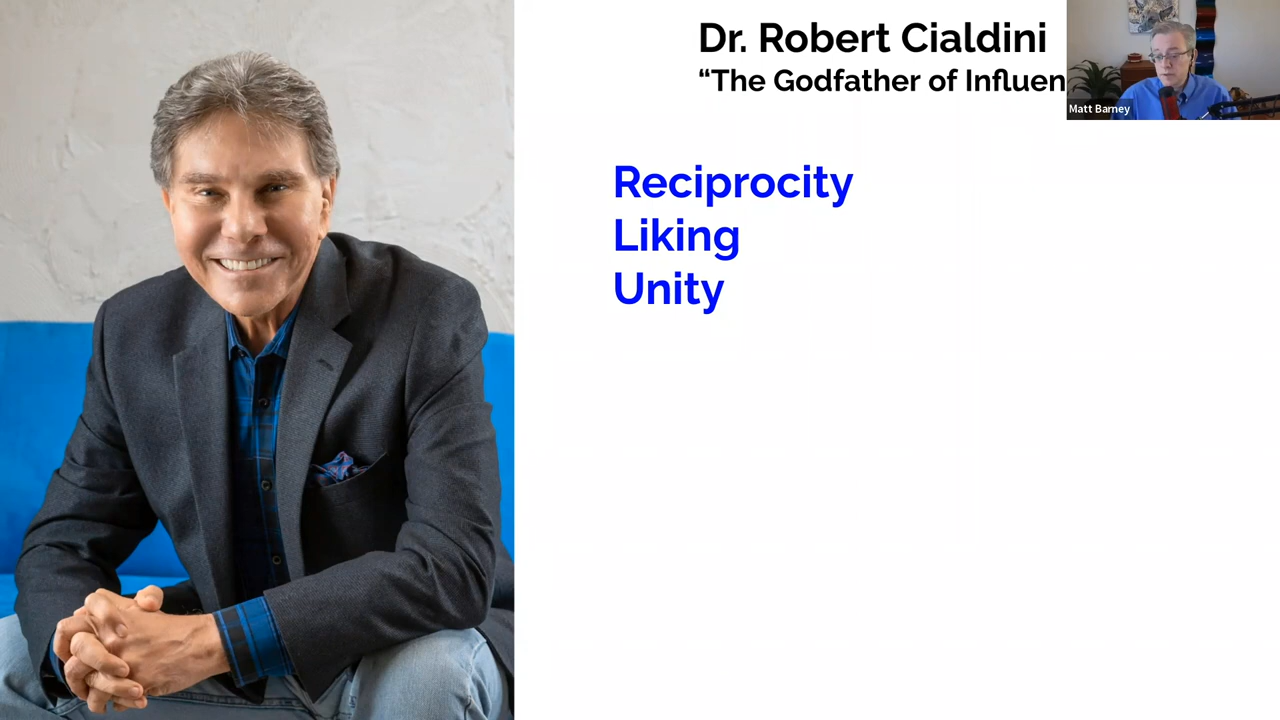 Dr. Robert Cialdini
“The Godfather of Influen
Matt Barney
Reciprocity
Liking
Unity